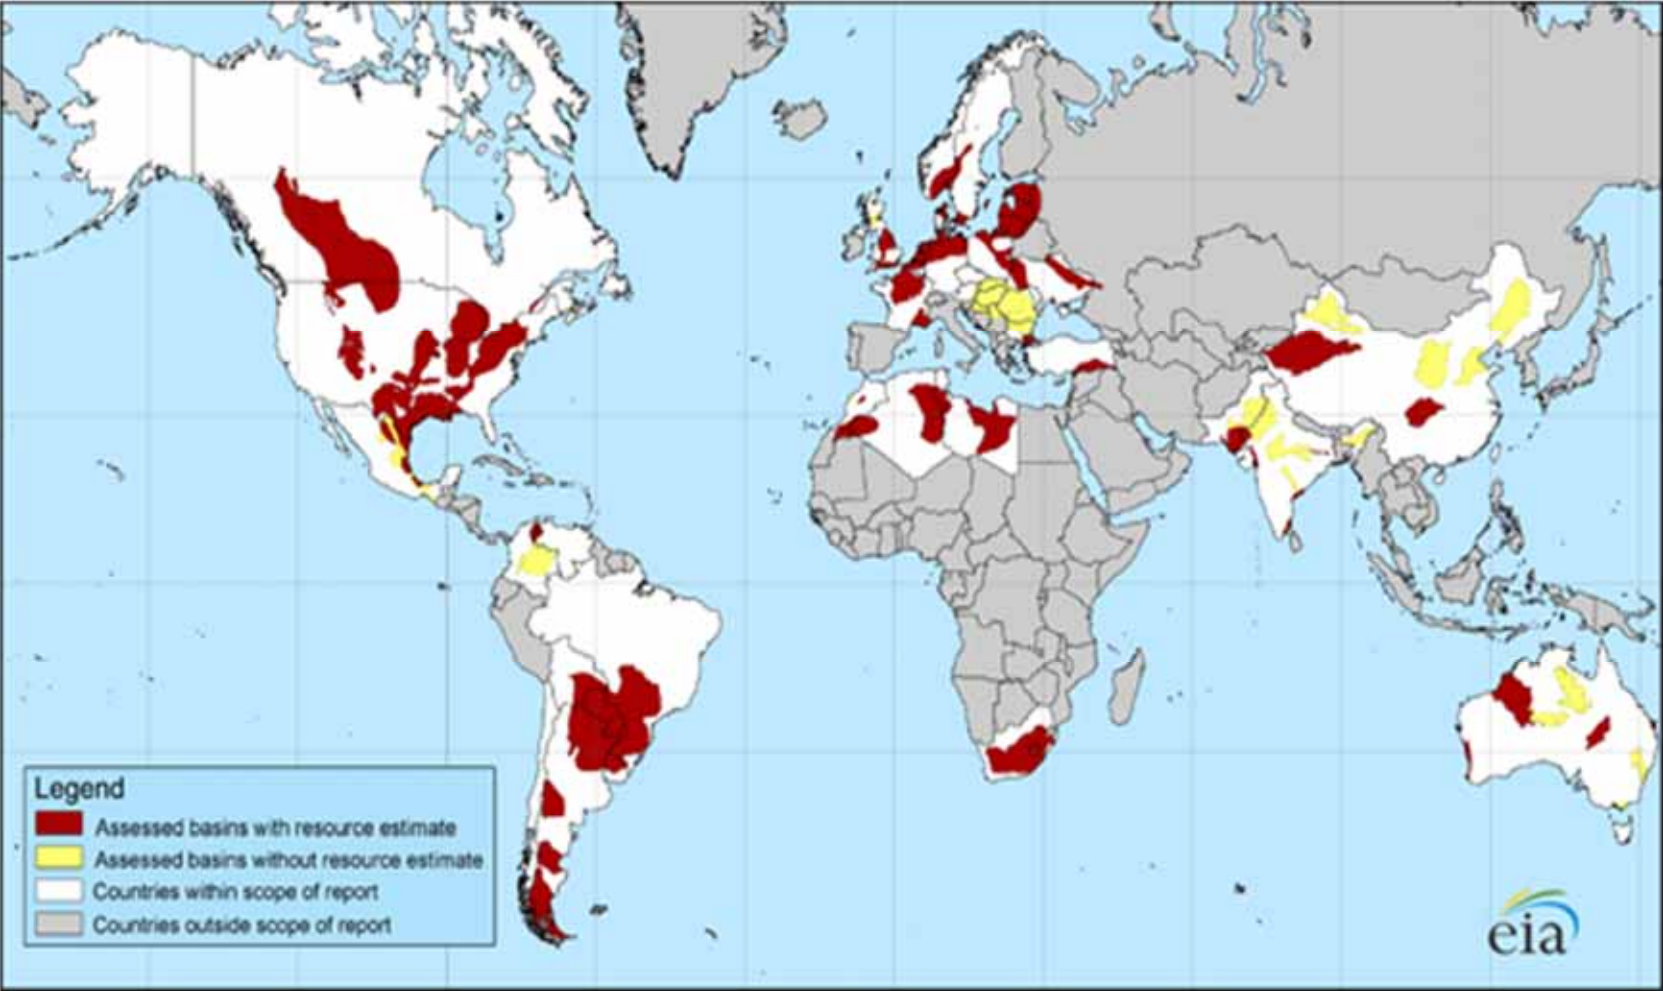 Legend
Assessed basins with resource estimate
Assessed basins without resource estimate
Countries within scope of report
Countries outside scope of report
eia